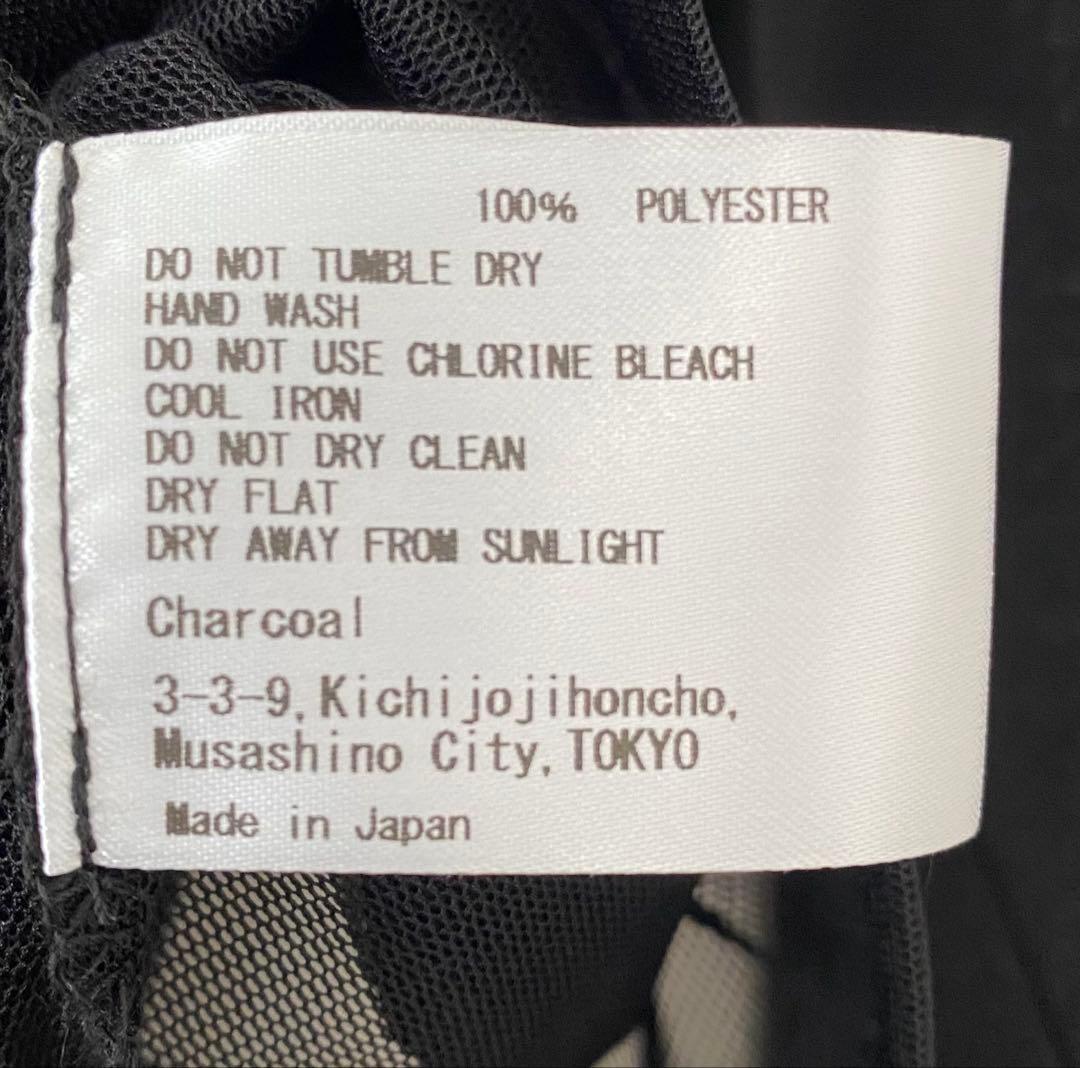 100% POLYESTER
DO NOT TUMBLE DRY
HAND WASH
DO NOT USE CHLORINE BLEACH
COOL IRON
DO NOT DRY CLEAN
DRY FLAT
DRY AWAY FROM SUNLIGHT
Charcoal
3-3-9,Kichijojihoncho,
Musashino City,TOKYO
Made in Japan